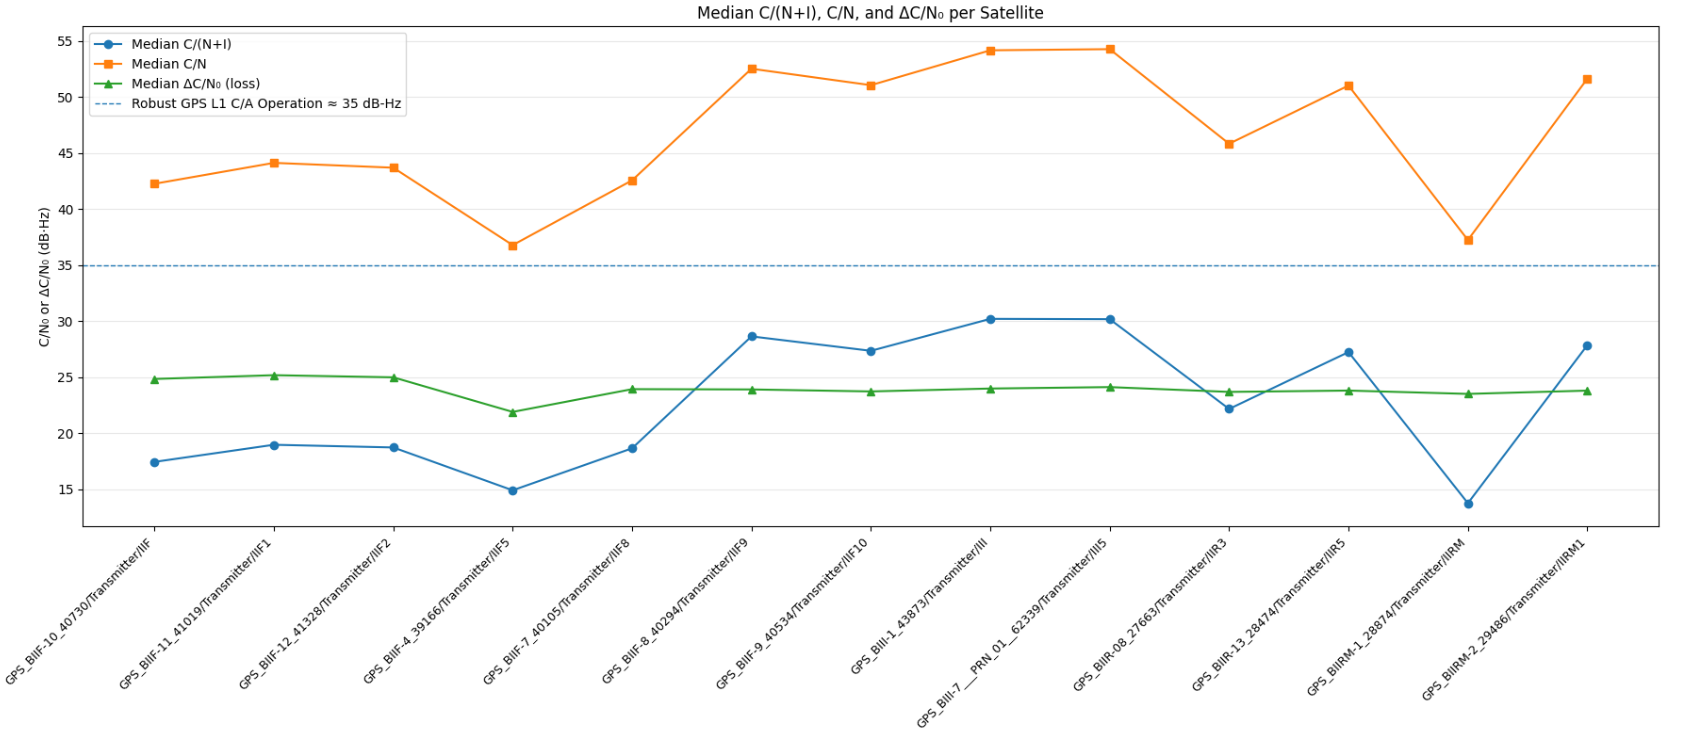 Median C/(N+I), C/N, and ΔC/N₀ per Satellite
Median C/(N+I)
Median C/N
Median ΔC/N₀ (loss)
Robust GPS L1 C/A Operation ≈ 35 dB-Hz
C/N₀ or ΔC/N₀ (dB·Hz)
55
50
45
40
35
30
25
20
15
GPS_BIIF-10_40730/Transmitter/IIF
GPS_BIIF-11_41019/Transmitter/IIF1
GPS_BIIF-12_41328/Transmitter/IIF2
GPS_BIIF-4_39166/Transmitter/IIF5
GPS_BIIF-7_40105/Transmitter/IIF8
GPS_BIIF-8_40294/Transmitter/IIF9
GPS_BIIF-9_40534/Transmitter/IIF10
GPS_BIII-1_43873/Transmitter/III
GPS_BIII-7___PRN_01__62339/Transmitter/III5
GPS_BIIR-08_27663/Transmitter/IIR3
GPS_BIIR-13_28474/Transmitter/IIR5
GPS_BIIRM-1_28874/Transmitter/IIRM
GPS_BIIRM-2_29486/Transmitter/IIRM1